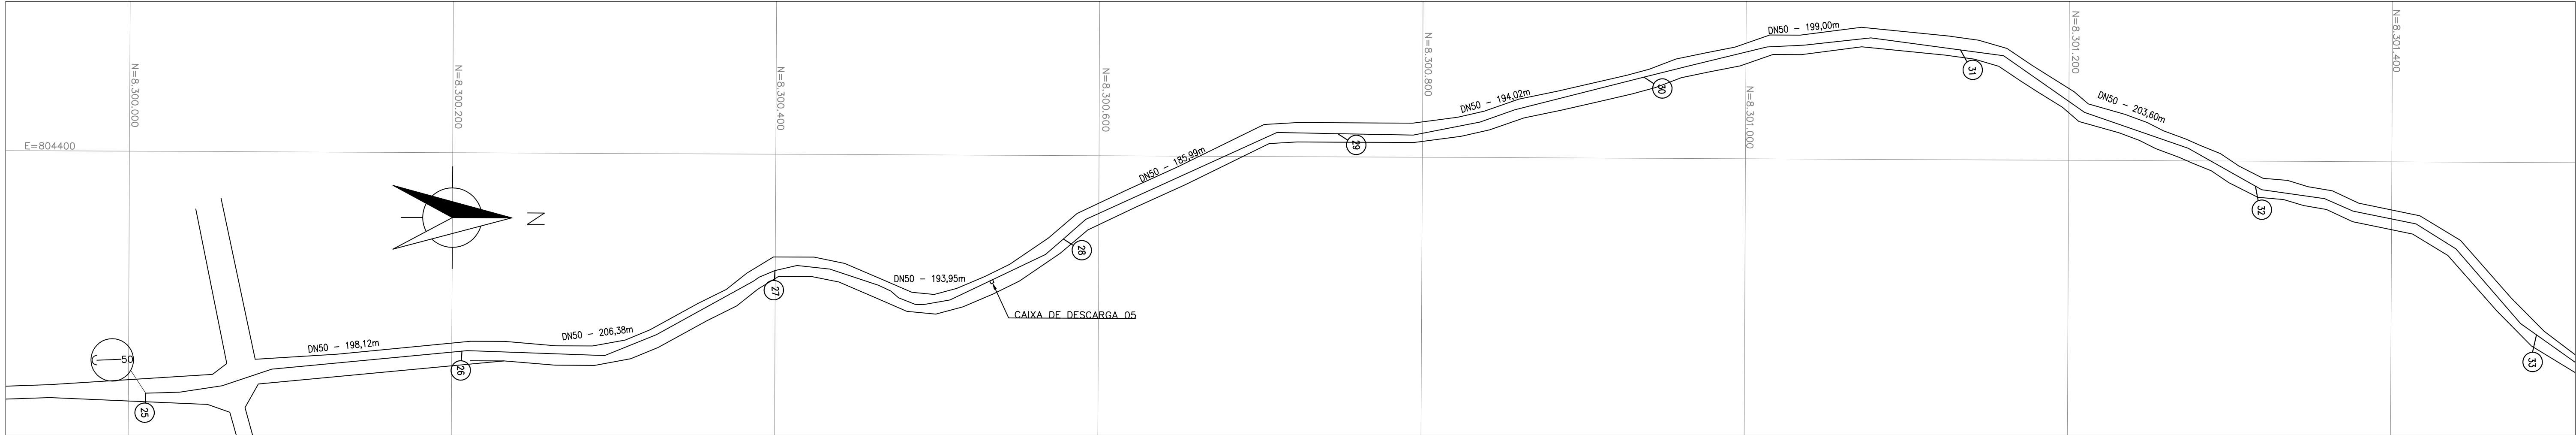 N=8.300.000
N=8.300.200
N=8.300.400
N=8.300.600
N=8.300.800
N=8.301.000
N=8.301.200
N=8.301.400
E=804400
N
50
25
DN50 - 198,12m
26
DN50 - 206,38m
27
DN50 - 193,95m
CAIXA DE DESCARGA 05
28
DN50 - 185,99m
29
DN50 - 194,02m
30
DN50 - 199,00m
31
DN50 - 203,60m
32
33